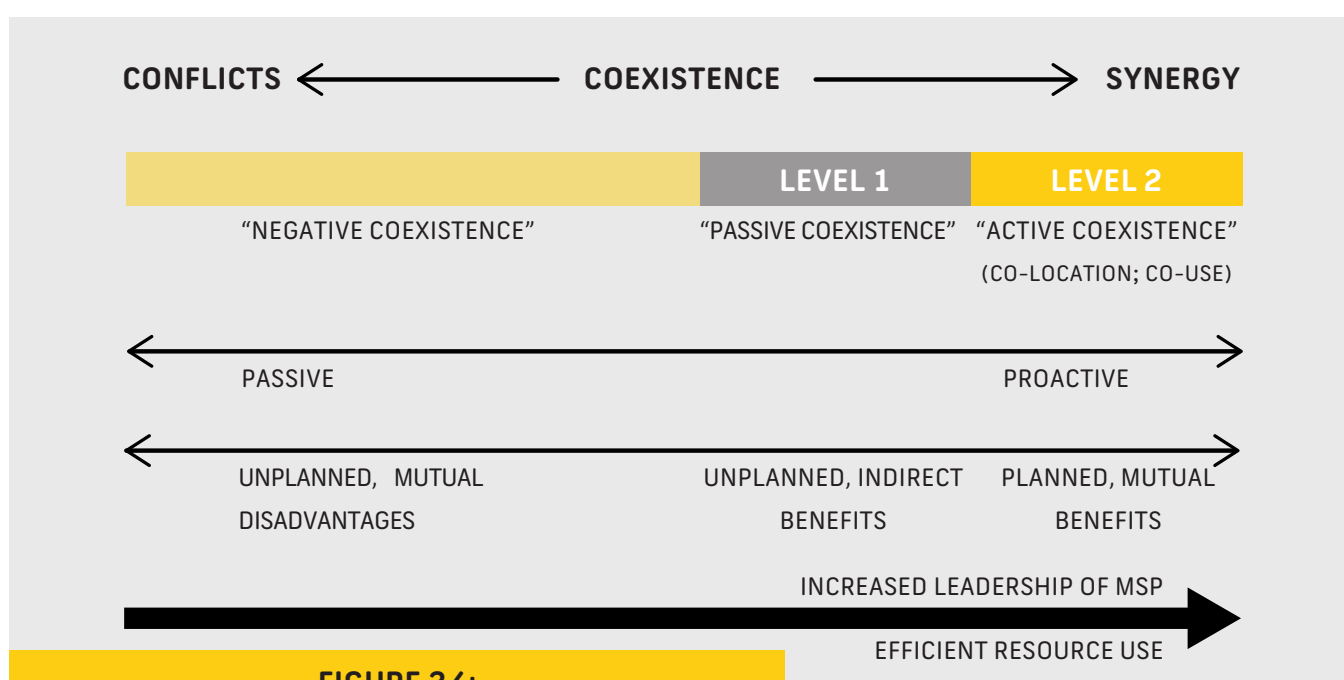 CONFLICTS COEXISTENCE SYNERGY
LEVEL 1 LEVEL 2
“NEGATIVE COEXISTENCE” “PASSIVE COEXISTENCE” “ACTIVE COEXISTENCE”
(CO-LOCATION; CO-USE)
PASSIVE PROACTIVE
UNPLANNED, MUTUAL UNPLANNED, INDIRECT PLANNED, MUTUAL
DISADVANTAGES BENEFITS BENEFITS
INCREASED LEADERSHIP OF MSP
EFFICIENT RESOURCE USE